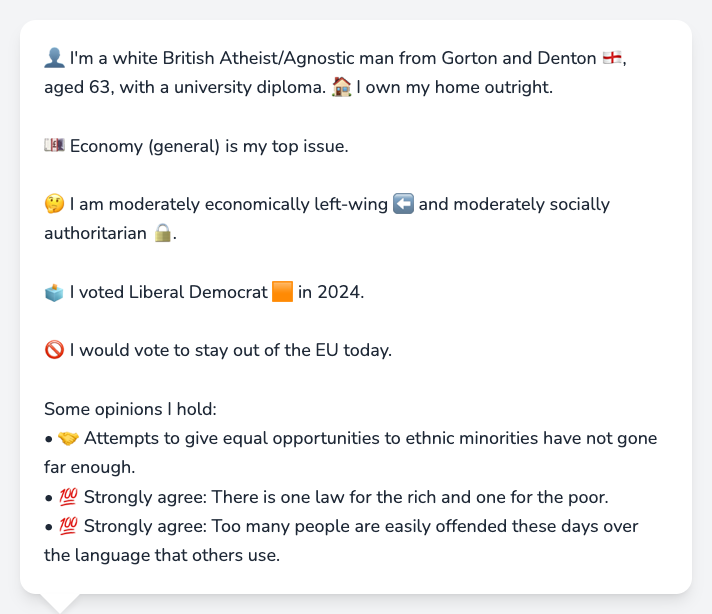 👤 I'm a white British Atheist/Agnostic man from Gorton and Denton 🏴󠁧󠁢󠁥󠁮󠁧󠁿,
aged 63, with a university diploma. 🏠 I own my home outright.
💷 Economy (general) is my top issue.
🤔 I am moderately economically left-wing ⬅️ and moderately socially
authoritarian 🔒.
🗳️ I voted Liberal Democrat 🟧 in 2024.
🚫 I would vote to stay out of the EU today.
Some opinions I hold:
• 🤝 Attempts to give equal opportunities to ethnic minorities have not gone
far enough.
• 💯 Strongly agree: There is one law for the rich and one for the poor.
• 💯 Strongly agree: Too many people are easily offended these days over
the language that others use.